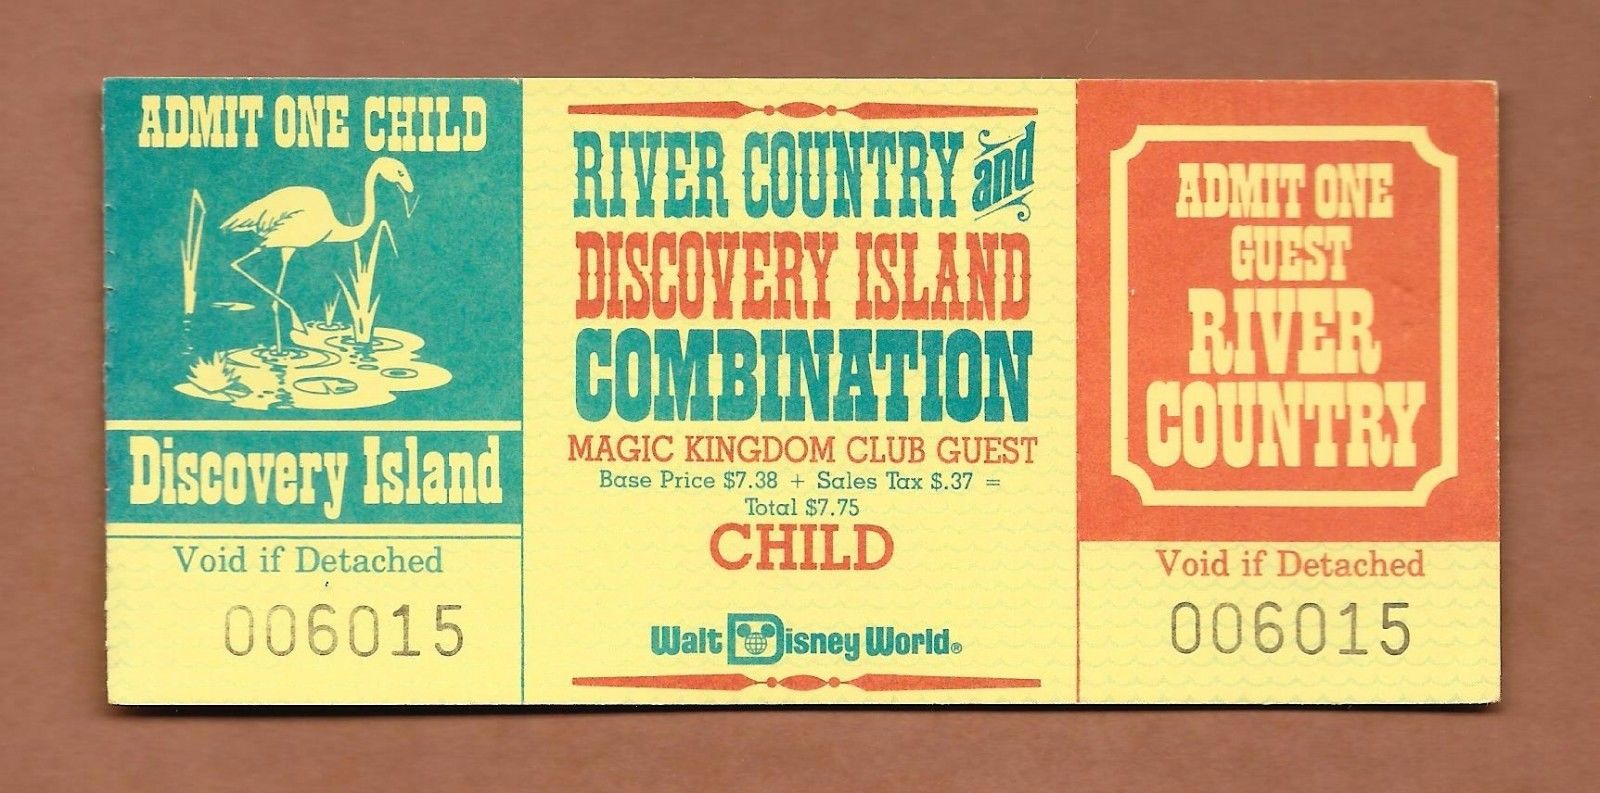 ADMIT ONE CHILD
Discovery Island
Void if Detached
006015
RIVER COUNTRY and
DISCOVERY ISLAND
COMBINATION
MAGIC KINGDOM CLUB GUEST
Base Price $7.38 + Sales Tax $.37 =
Total $7.75
CHILD
Walt Disney World®
ADMIT ONE
GUEST
RIVER
COUNTRY
Void if Detached
006015